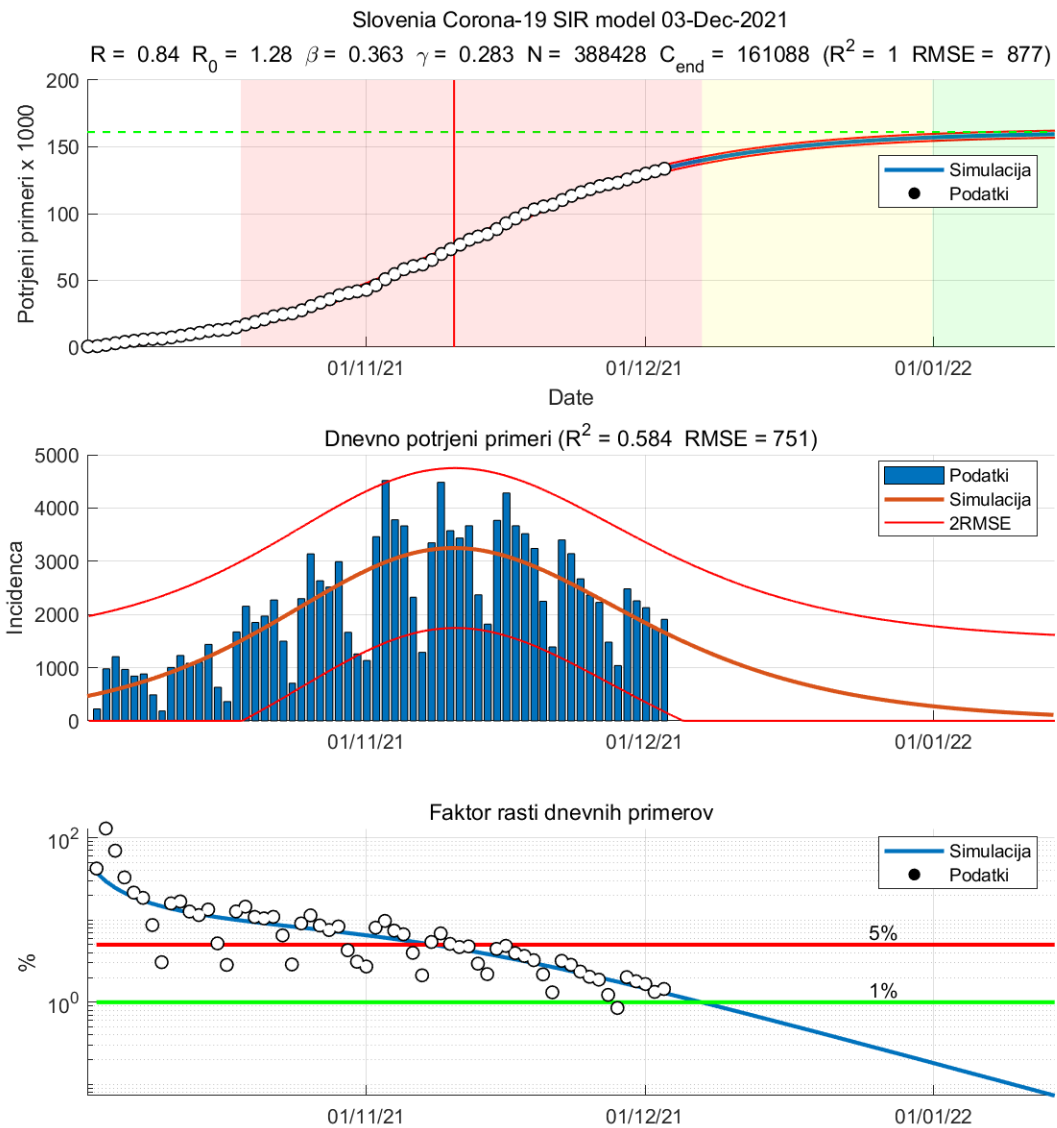 Slovenia Corona-19 SIR model 03-Dec-2021
R = 0.84 R0 = 1.28 β = 0.363 γ = 0.283 N = 388428 Cend = 161088 (R2 = 1 RMSE = 877)
Potrjeni primeri x 1000
200
150
100
50
0
Simulacija
Podatki
01/11/21
01/12/21
01/01/22
Date
Dnevno potrjeni primeri (R2 = 0.584 RMSE = 751)
Incidenca
5000
4000
3000
2000
1000
0
Podatki
Simulacija
2RMSE
01/11/21
01/12/21
01/01/22
Faktor rasti dnevnih primerov
%
102
100
Simulacija
Podatki
5%
1%
01/11/21
01/12/21
01/01/22